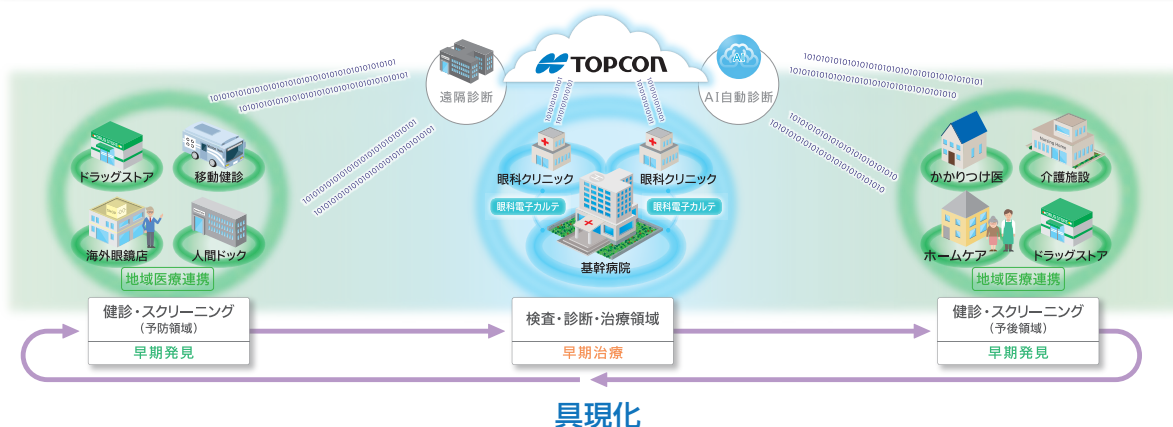 TOPCON
遠隔診断
AI自動診断
ドラッグストア
移動健診
海外眼鏡店
人間ドック
地域医療連携
眼科クリニック
眼科クリニック
眼科電子カルテ
眼科電子カルテ
基幹病院
かかりつけ医
介護施設
ホームケア
ドラッグストア
地域医療連携
健診・スクリーニング
(予防領域)
早期発見
検査・診断・治療領域
早期治療
健診・スクリーニング
(予後領域)
早期発見
具現化